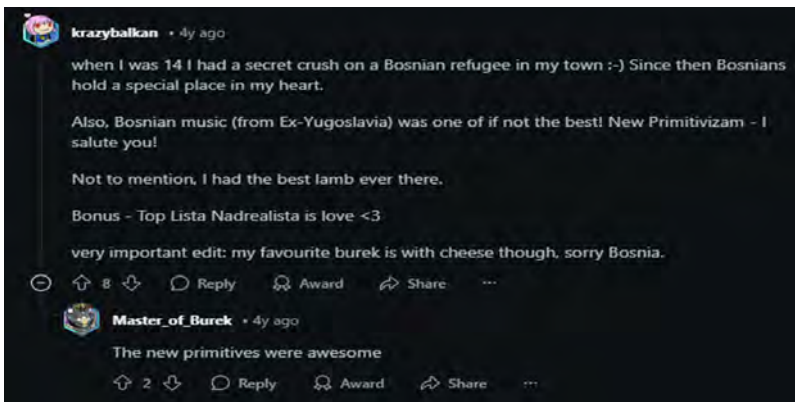 krazybalkan • 4y ago
when I was 14 I had a secret crush on a Bosnian refugee in my town :-) Since then Bosnians
hold a special place in my heart.
Also, Bosnian music (from Ex-Yugoslavia) was one of if not the best! New Primitivizam - I
salute you!
Not to mention, I had the best lamb ever there.
Bonus - Top Lista Nadrealista is love <3
very important edit: my favourite burek is with cheese though, sorry Bosnia.
8 Reply Award Share ...
Master_of_Burek • 4y ago
The new primitives were awesome
2 Reply Award Share ...